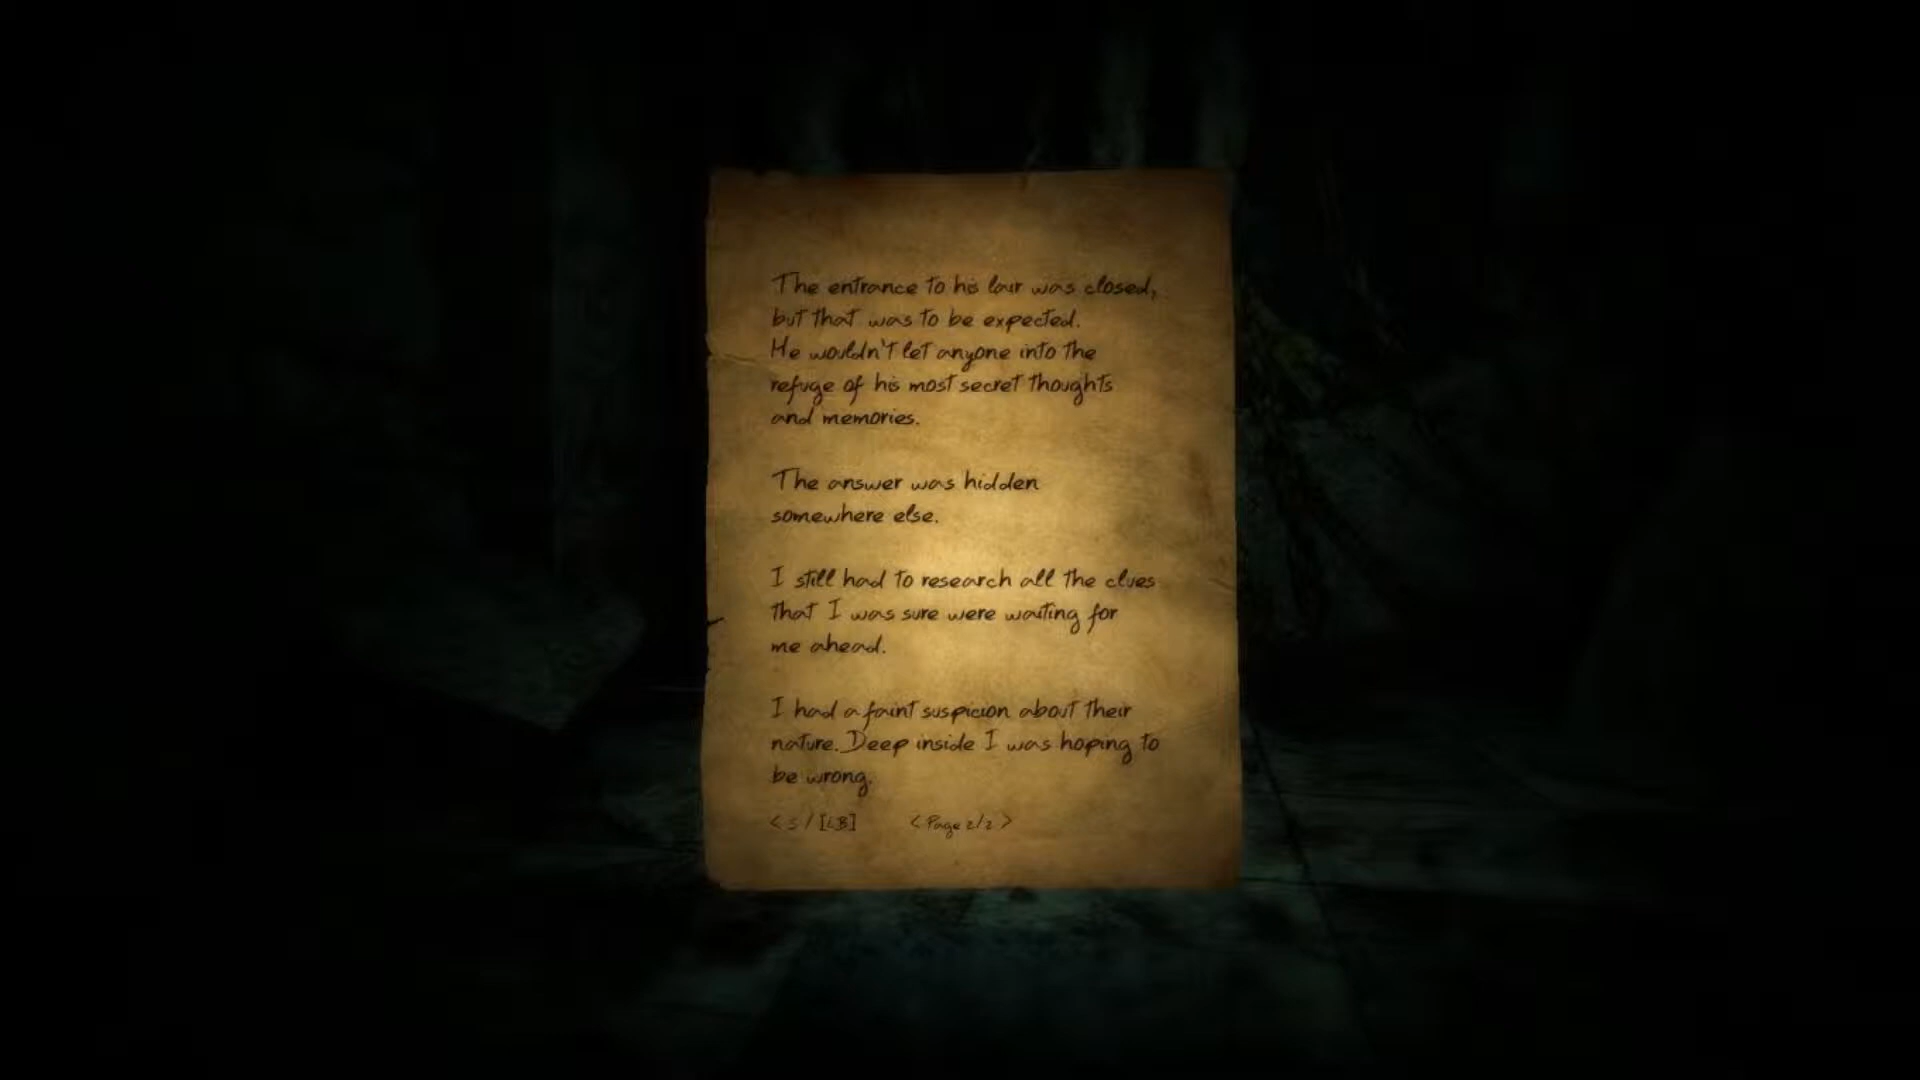 The entrance to his lair was closed,
but that was to be expected.
He wouldn't let anyone into the
refuge of his most secret thoughts
and memories.
The answer was hidden
somewhere else.
I still had to research all the clues
that I was sure were waiting for
me ahead.
I had a faint suspicion about their
nature. Deep inside I was hoping to
be wrong.
< S / [LB] < Page 2/2 >